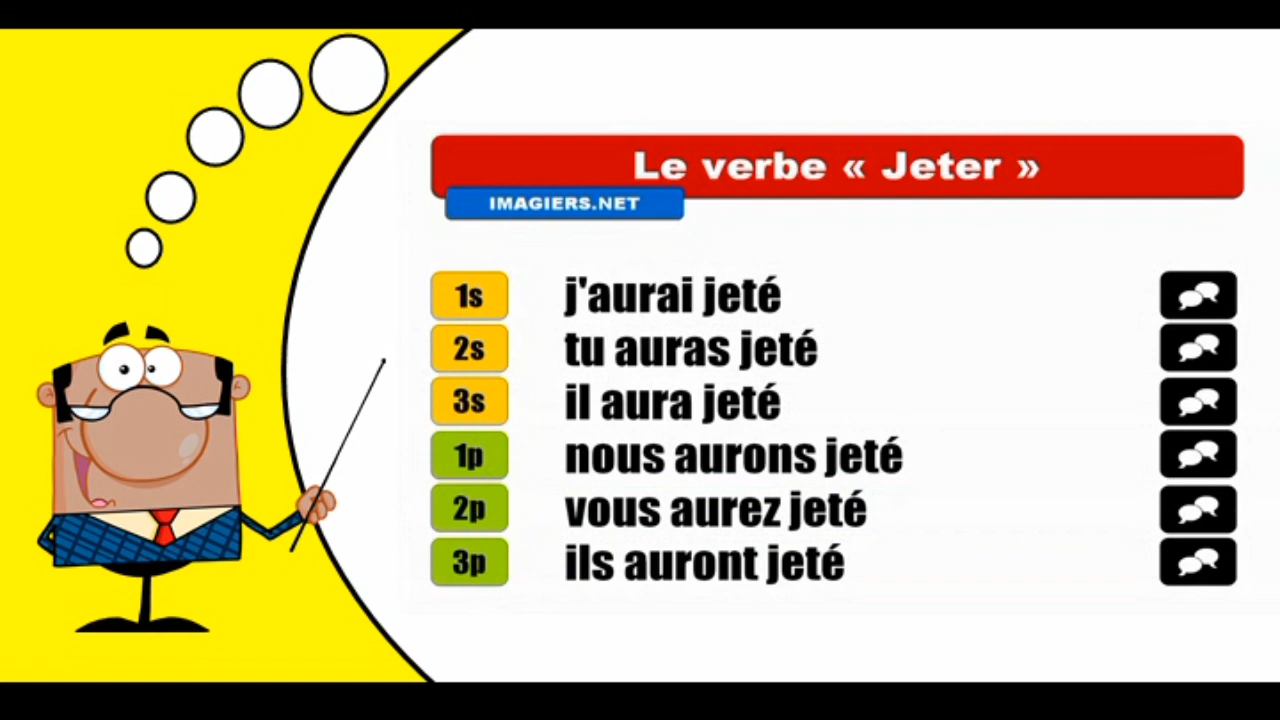 Le verbe « Jeter »
IMAGIERS.NET
1s j'aurai jeté
2s tu auras jeté
3s il aura jeté
1p nous aurons jeté
2p vous aurez jeté
3p ils auront jeté